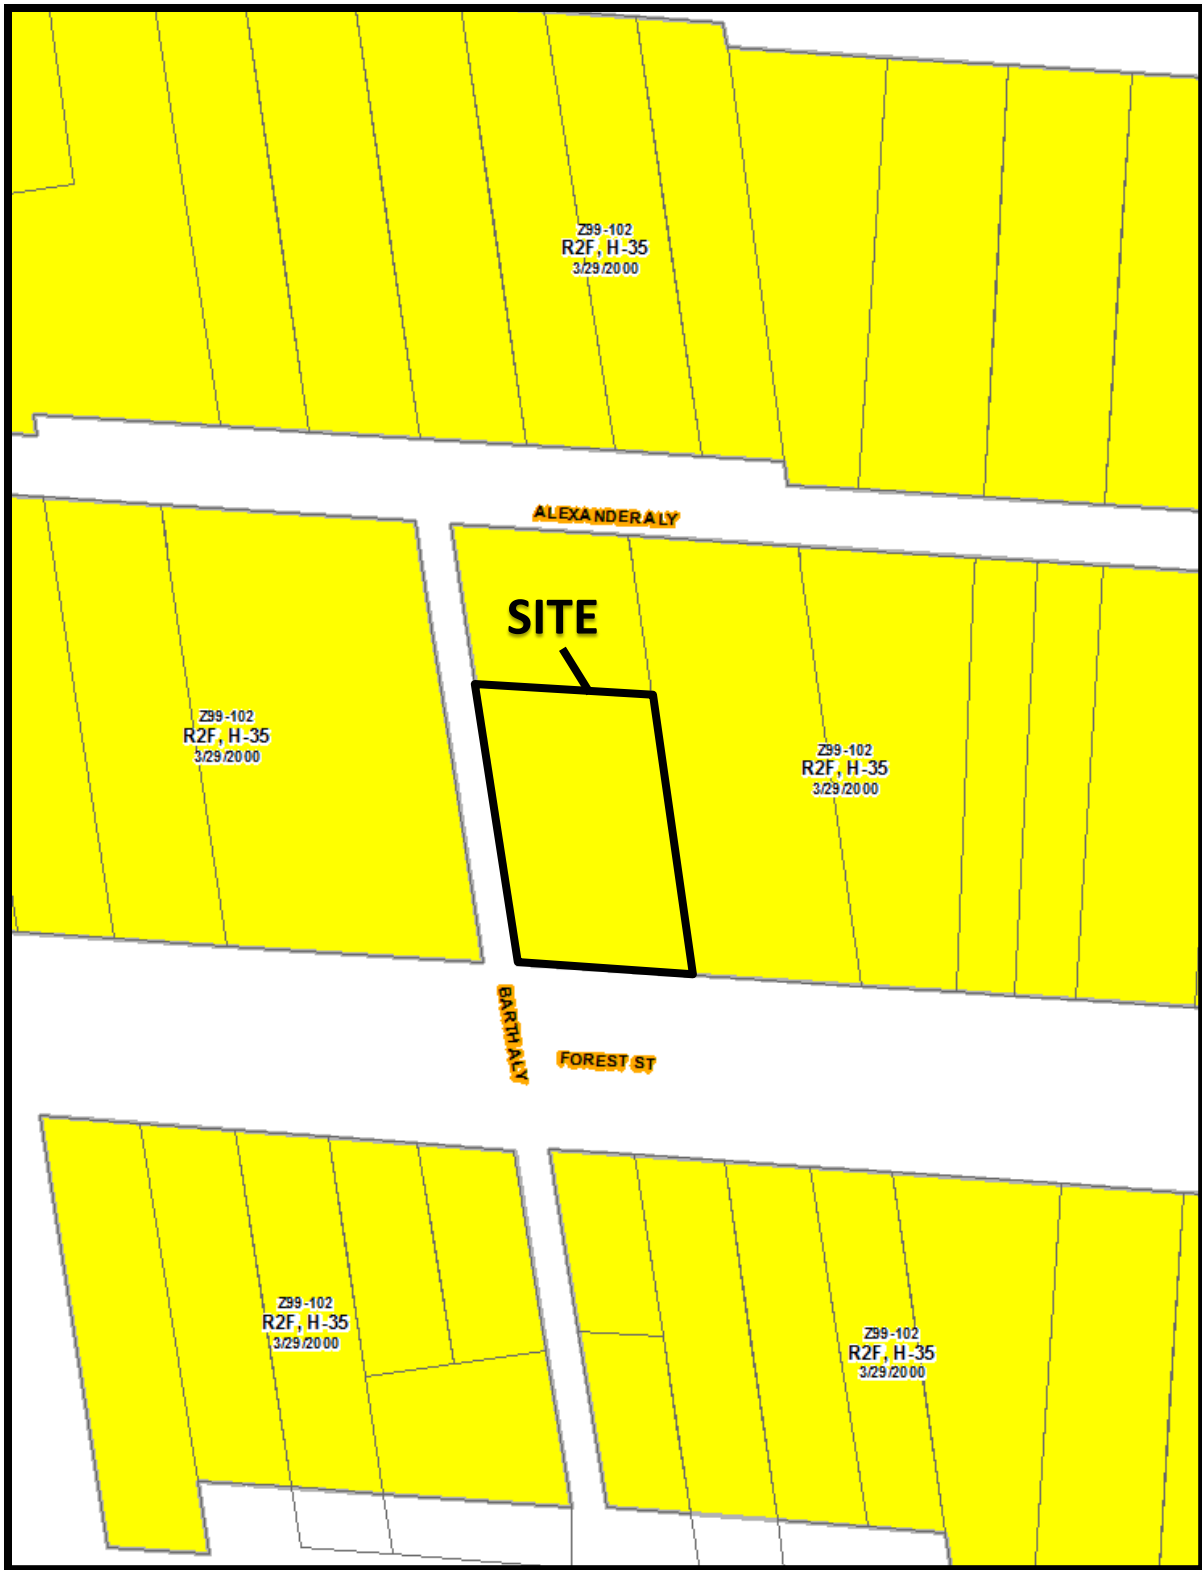 Z99-102
R2F, H-35
3/29/2000
ALEXANDER ALY
SITE
Z99-102
R2F, H-35
3/29/2000
Z99-102
R2F, H-35
3/29/2000
BARTH ALY
FOREST ST
Z99-102
R2F, H-35
3/29/2000
Z99-102
R2F, H-35
3/29/2000